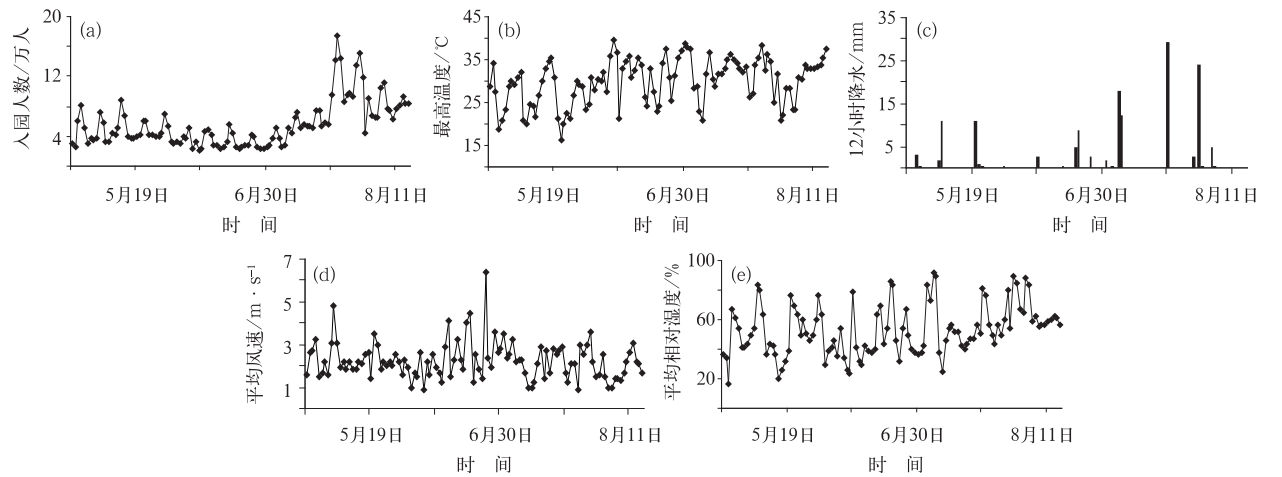 (a)
入园人数/万人
20
12
4
5月19日
6月30日
8月11日
时 间
(b)
最高温度/℃
45
35
25
15
5月19日
6月30日
8月11日
时 间
(c)
12小时降水/mm
35
25
15
5
5月19日
6月30日
8月11日
时 间
(d)
平均风速/m·s⁻¹
7
5
3
1
5月19日
6月30日
8月11日
时 间
(e)
平均相对湿度/%
100
60
20
5月19日
6月30日
8月11日
时 间